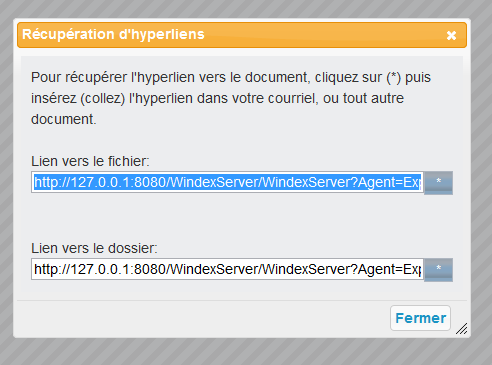 Récupération d'hyperliens
Pour récupérer l'hyperlien vers le document, cliquez sur (*) puis
insérez (collez) l'hyperlien dans votre courriel, ou tout autre
document.
Lien vers le fichier:
http://127.0.0.1:8080/WindexServer/WindexServer?Agent=Exp *
Lien vers le dossier:
http://127.0.0.1:8080/WindexServer/WindexServer?Agent=Exp *
Fermer